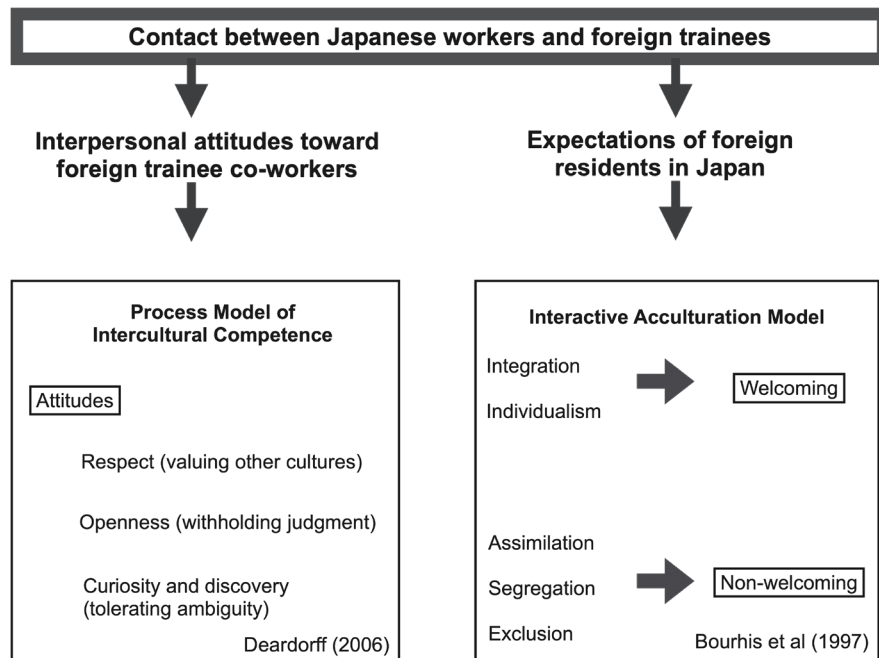 Contact between Japanese workers and foreign trainees
Interpersonal attitudes toward
foreign trainee co-workers
Expectations of foreign
residents in Japan
Process Model of
Intercultural Competence
Attitudes
Respect (valuing other cultures)
Openness (withholding judgment)
Curiosity and discovery
(tolerating ambiguity)
Deardorff (2006)
Interactive Acculturation Model
Integration
Individualism
Welcoming
Assimilation
Segregation
Exclusion
Non-welcoming
Bourhis et al (1997)